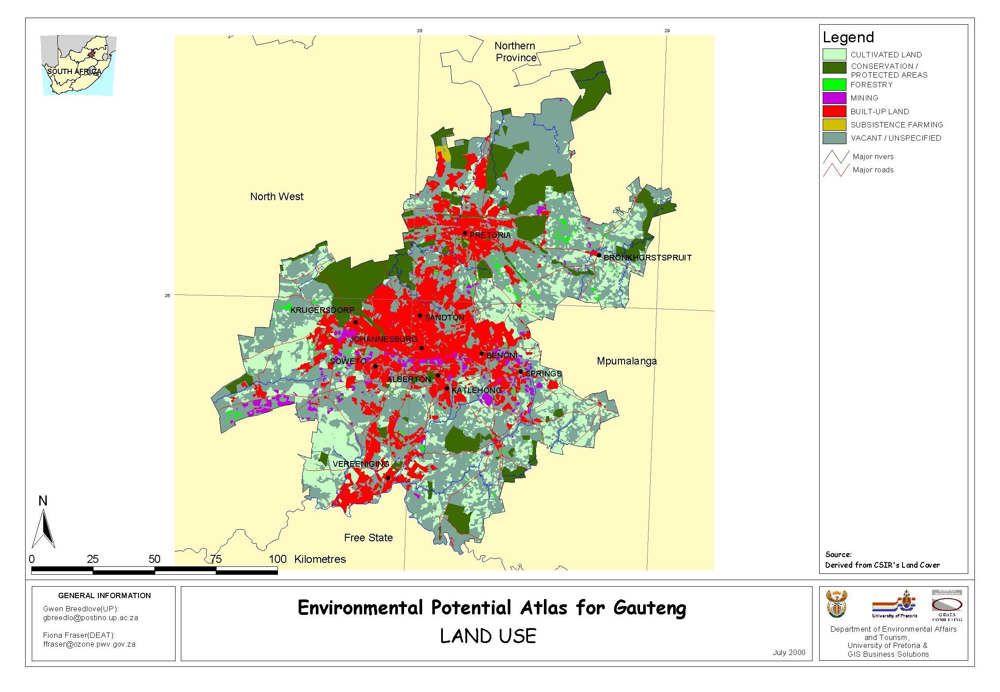 28
29
Northern
Province
SOUTH AFRICA
North West
PRETORIA
BRONKHORSTSPRUIT
26
KRUGERSDORP
SANDTON
JOHANNESBURG
BENONI
SOWETO
Mpumalanga
SPRINGS
ALBERTON
KATLEHONG
VEREENIGING
Free State
N
0 25 50 75 100 Kilometres
Legend
CULTIVATED LAND
CONSERVATION /
PROTECTED AREAS
FORESTRY
MINING
BUILT-UP LAND
SUBSISTENCE FARMING
VACANT / UNSPECIFIED
Major rivers
Major roads
Source:
Derived from CSIR's Land Cover
GENERAL INFORMATION
Gwen Breedlove(UP):
gbreedlo@postino.up.ac.za
Fiona Fraser(DEAT):
ffraser@ozone.pwv.gov.za
Environmental Potential Atlas for Gauteng
LAND USE
July 2000
GIS BUSINESS
SOLUTIONS DIVISION
University of Pretoria
Q DATA
CONSULTING
Department of Environmental Affairs
and Tourism,
University of Pretoria &
GIS Business Solutions